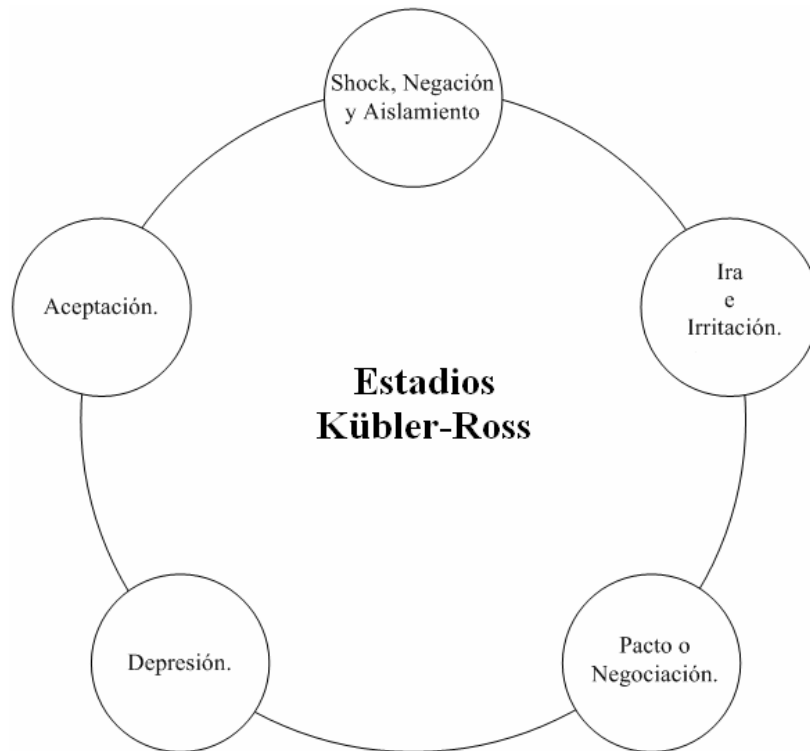 Shock, Negación
y Aislamiento
Ira
e
Irritación.
Pacto o
Negociación.
Depresión.
Aceptación.
Estadios
Kübler-Ross